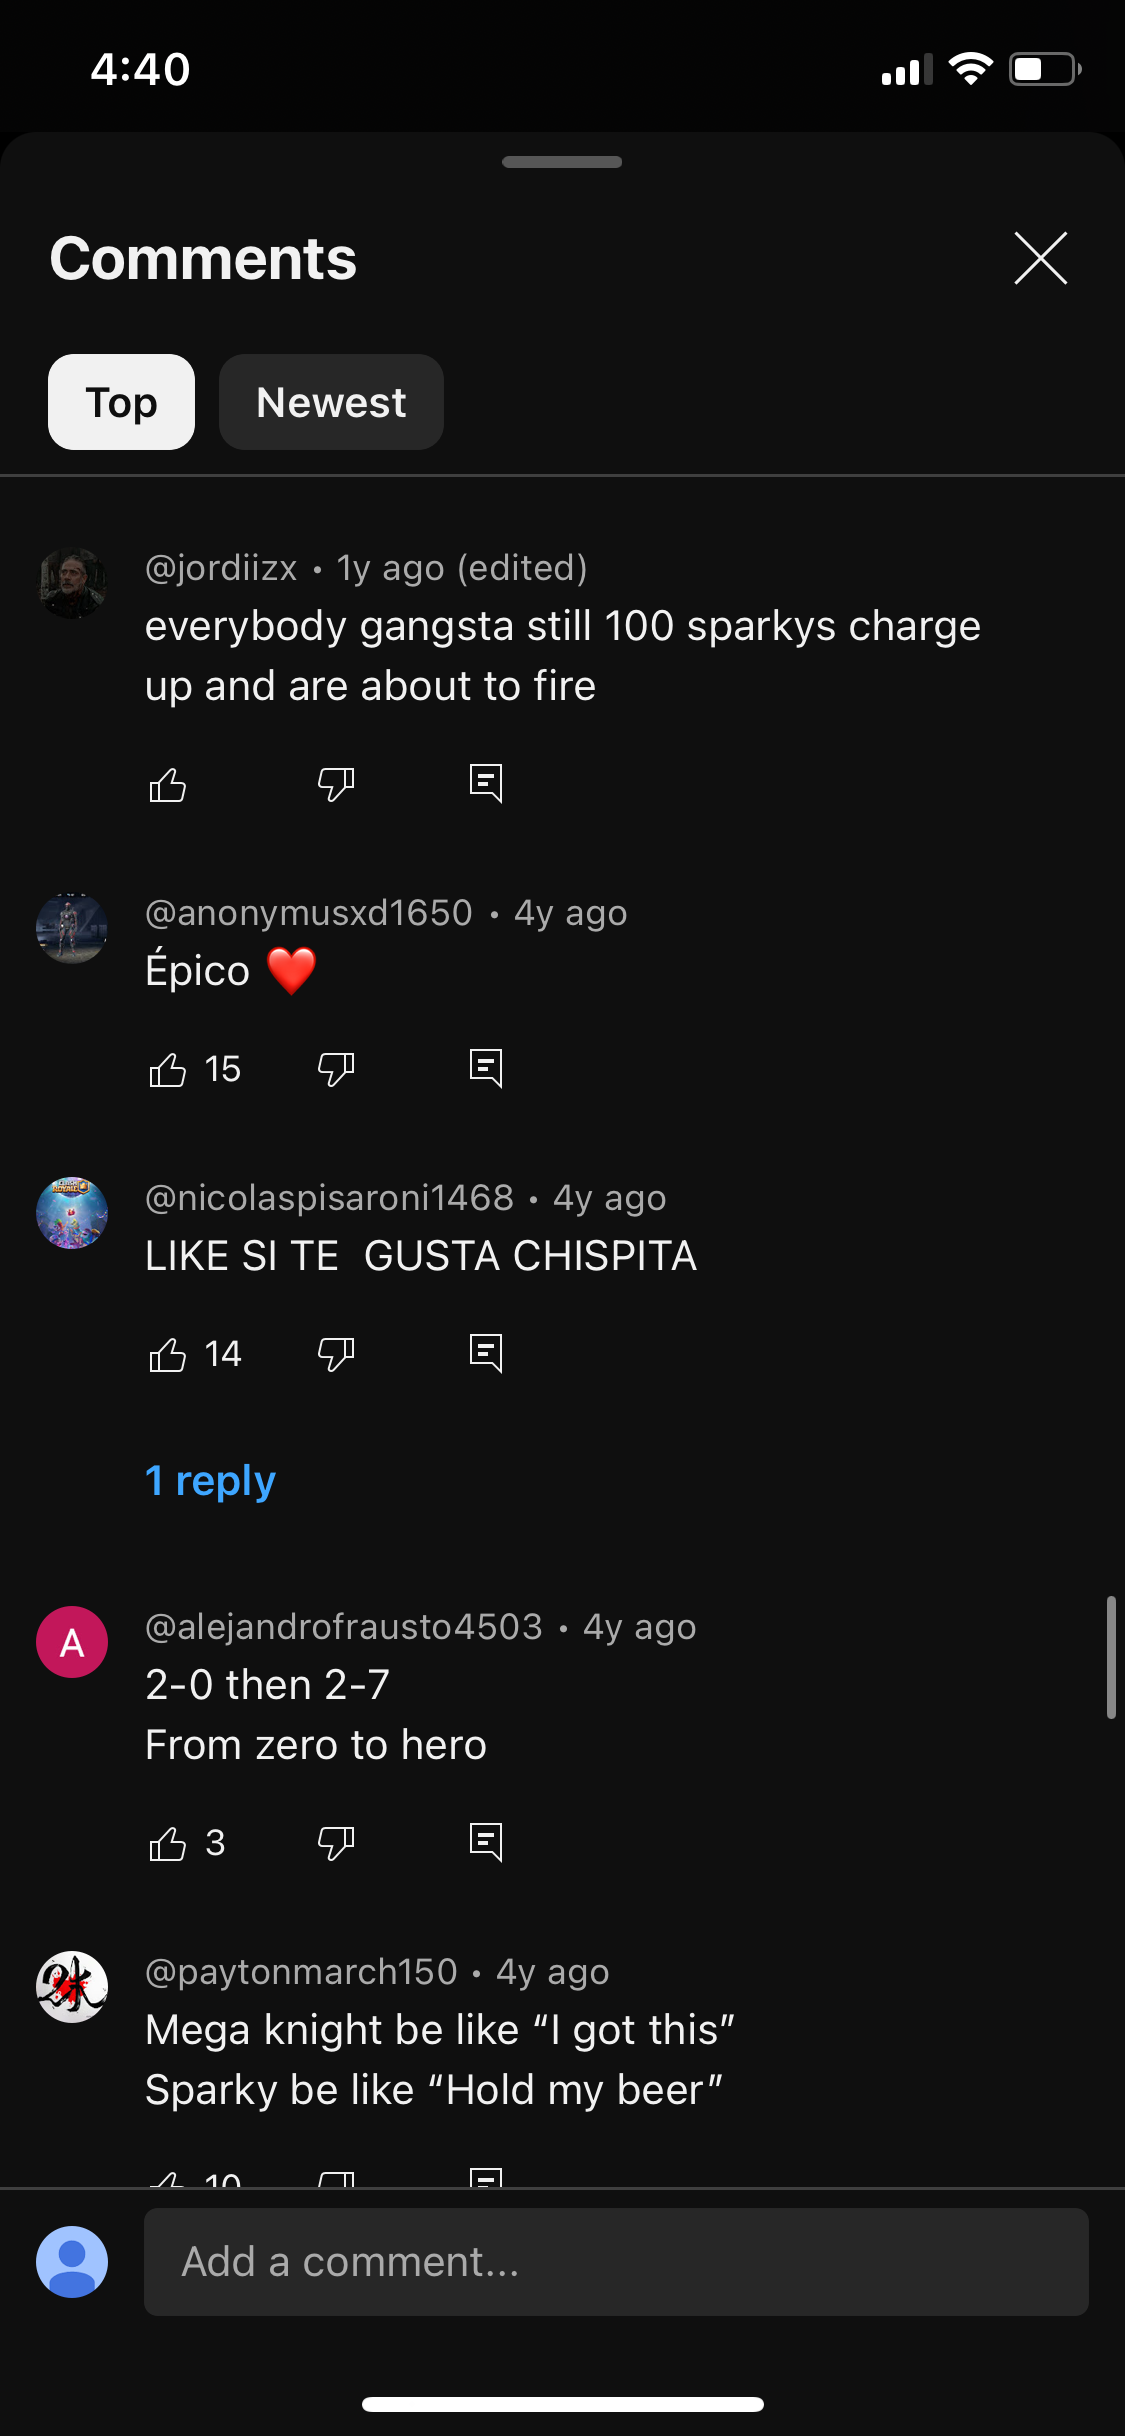 4:40
Comments
Top
Newest
@jordiizx • 1y ago (edited)
everybody gangsta still 100 sparkys charge
up and are about to fire
@anonymusxd1650 • 4y ago
Épico ❤️
15
@nicolaspisaroni1468 • 4y ago
LIKE SI TE  GUSTA CHISPITA
14
1 reply
A
@alejandrofrausto4503 • 4y ago
2-0 then 2-7
From zero to hero
3
@paytonmarch150 • 4y ago
Mega knight be like “I got this”
Sparky be like “Hold my beer”
10
Add a comment...